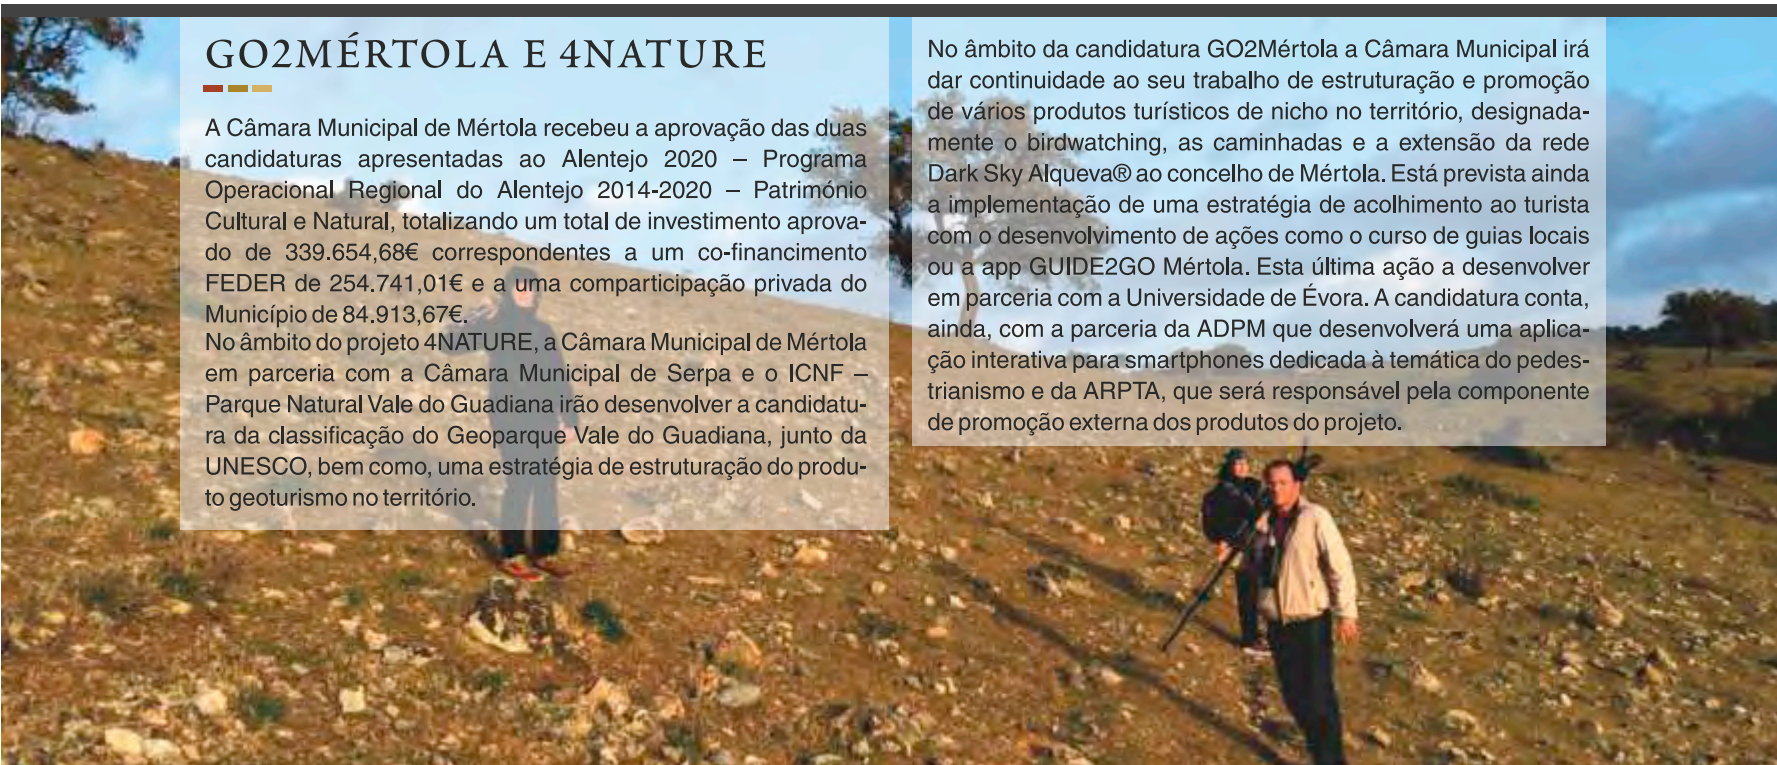 GO2MÉRTOLA E 4NATURE
A Câmara Municipal de Mértola recebeu a aprovação das duas
candidaturas apresentadas ao Alentejo 2020 – Programa
Operacional Regional do Alentejo 2014-2020 – Património
Cultural e Natural, totalizando um total de investimento aprova-
do de 339.654,68€ correspondentes a um co-financimento
FEDER de 254.741,01€ e a uma comparticipação privada do
Município de 84.913,67€.
No âmbito do projeto 4NATURE, a Câmara Municipal de Mértola
em parceria com a Câmara Municipal de Serpa e o ICNF –
Parque Natural Vale do Guadiana irão desenvolver a candidatu-
ra da classificação do Geoparque Vale do Guadiana, junto da
UNESCO, bem como, uma estratégia de estruturação do produ-
to geoturismo no território.
No âmbito da candidatura GO2Mértola a Câmara Municipal irá
dar continuidade ao seu trabalho de estruturação e promoção
de vários produtos turísticos de nicho no território, designada-
mente o birdwatching, as caminhadas e a extensão da rede
Dark Sky Alqueva® ao concelho de Mértola. Está prevista ainda
a implementação de uma estratégia de acolhimento ao turista
com o desenvolvimento de ações como o curso de guias locais
ou a app GUIDE2GO Mértola. Esta última ação a desenvolver
em parceria com a Universidade de Évora. A candidatura conta,
ainda, com a parceria da ADPM que desenvolverá uma aplica-
ção interativa para smartphones dedicada à temática do pedes-
trianismo e da ARPTA, que será responsável pela componente
de promoção externa dos produtos do projeto.